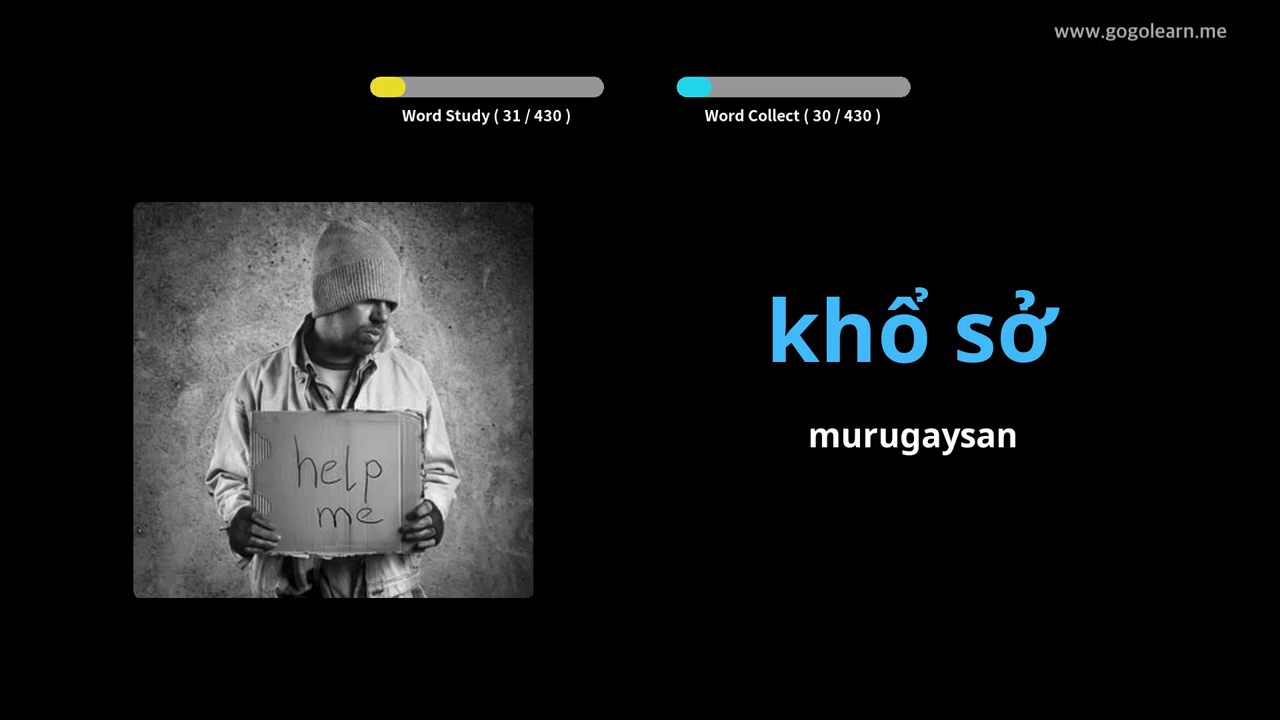 www.gogolearn.me
Word Study ( 31 / 430 )
Word Collect ( 30 / 430 )
help
me
khổ sở
murugaysan